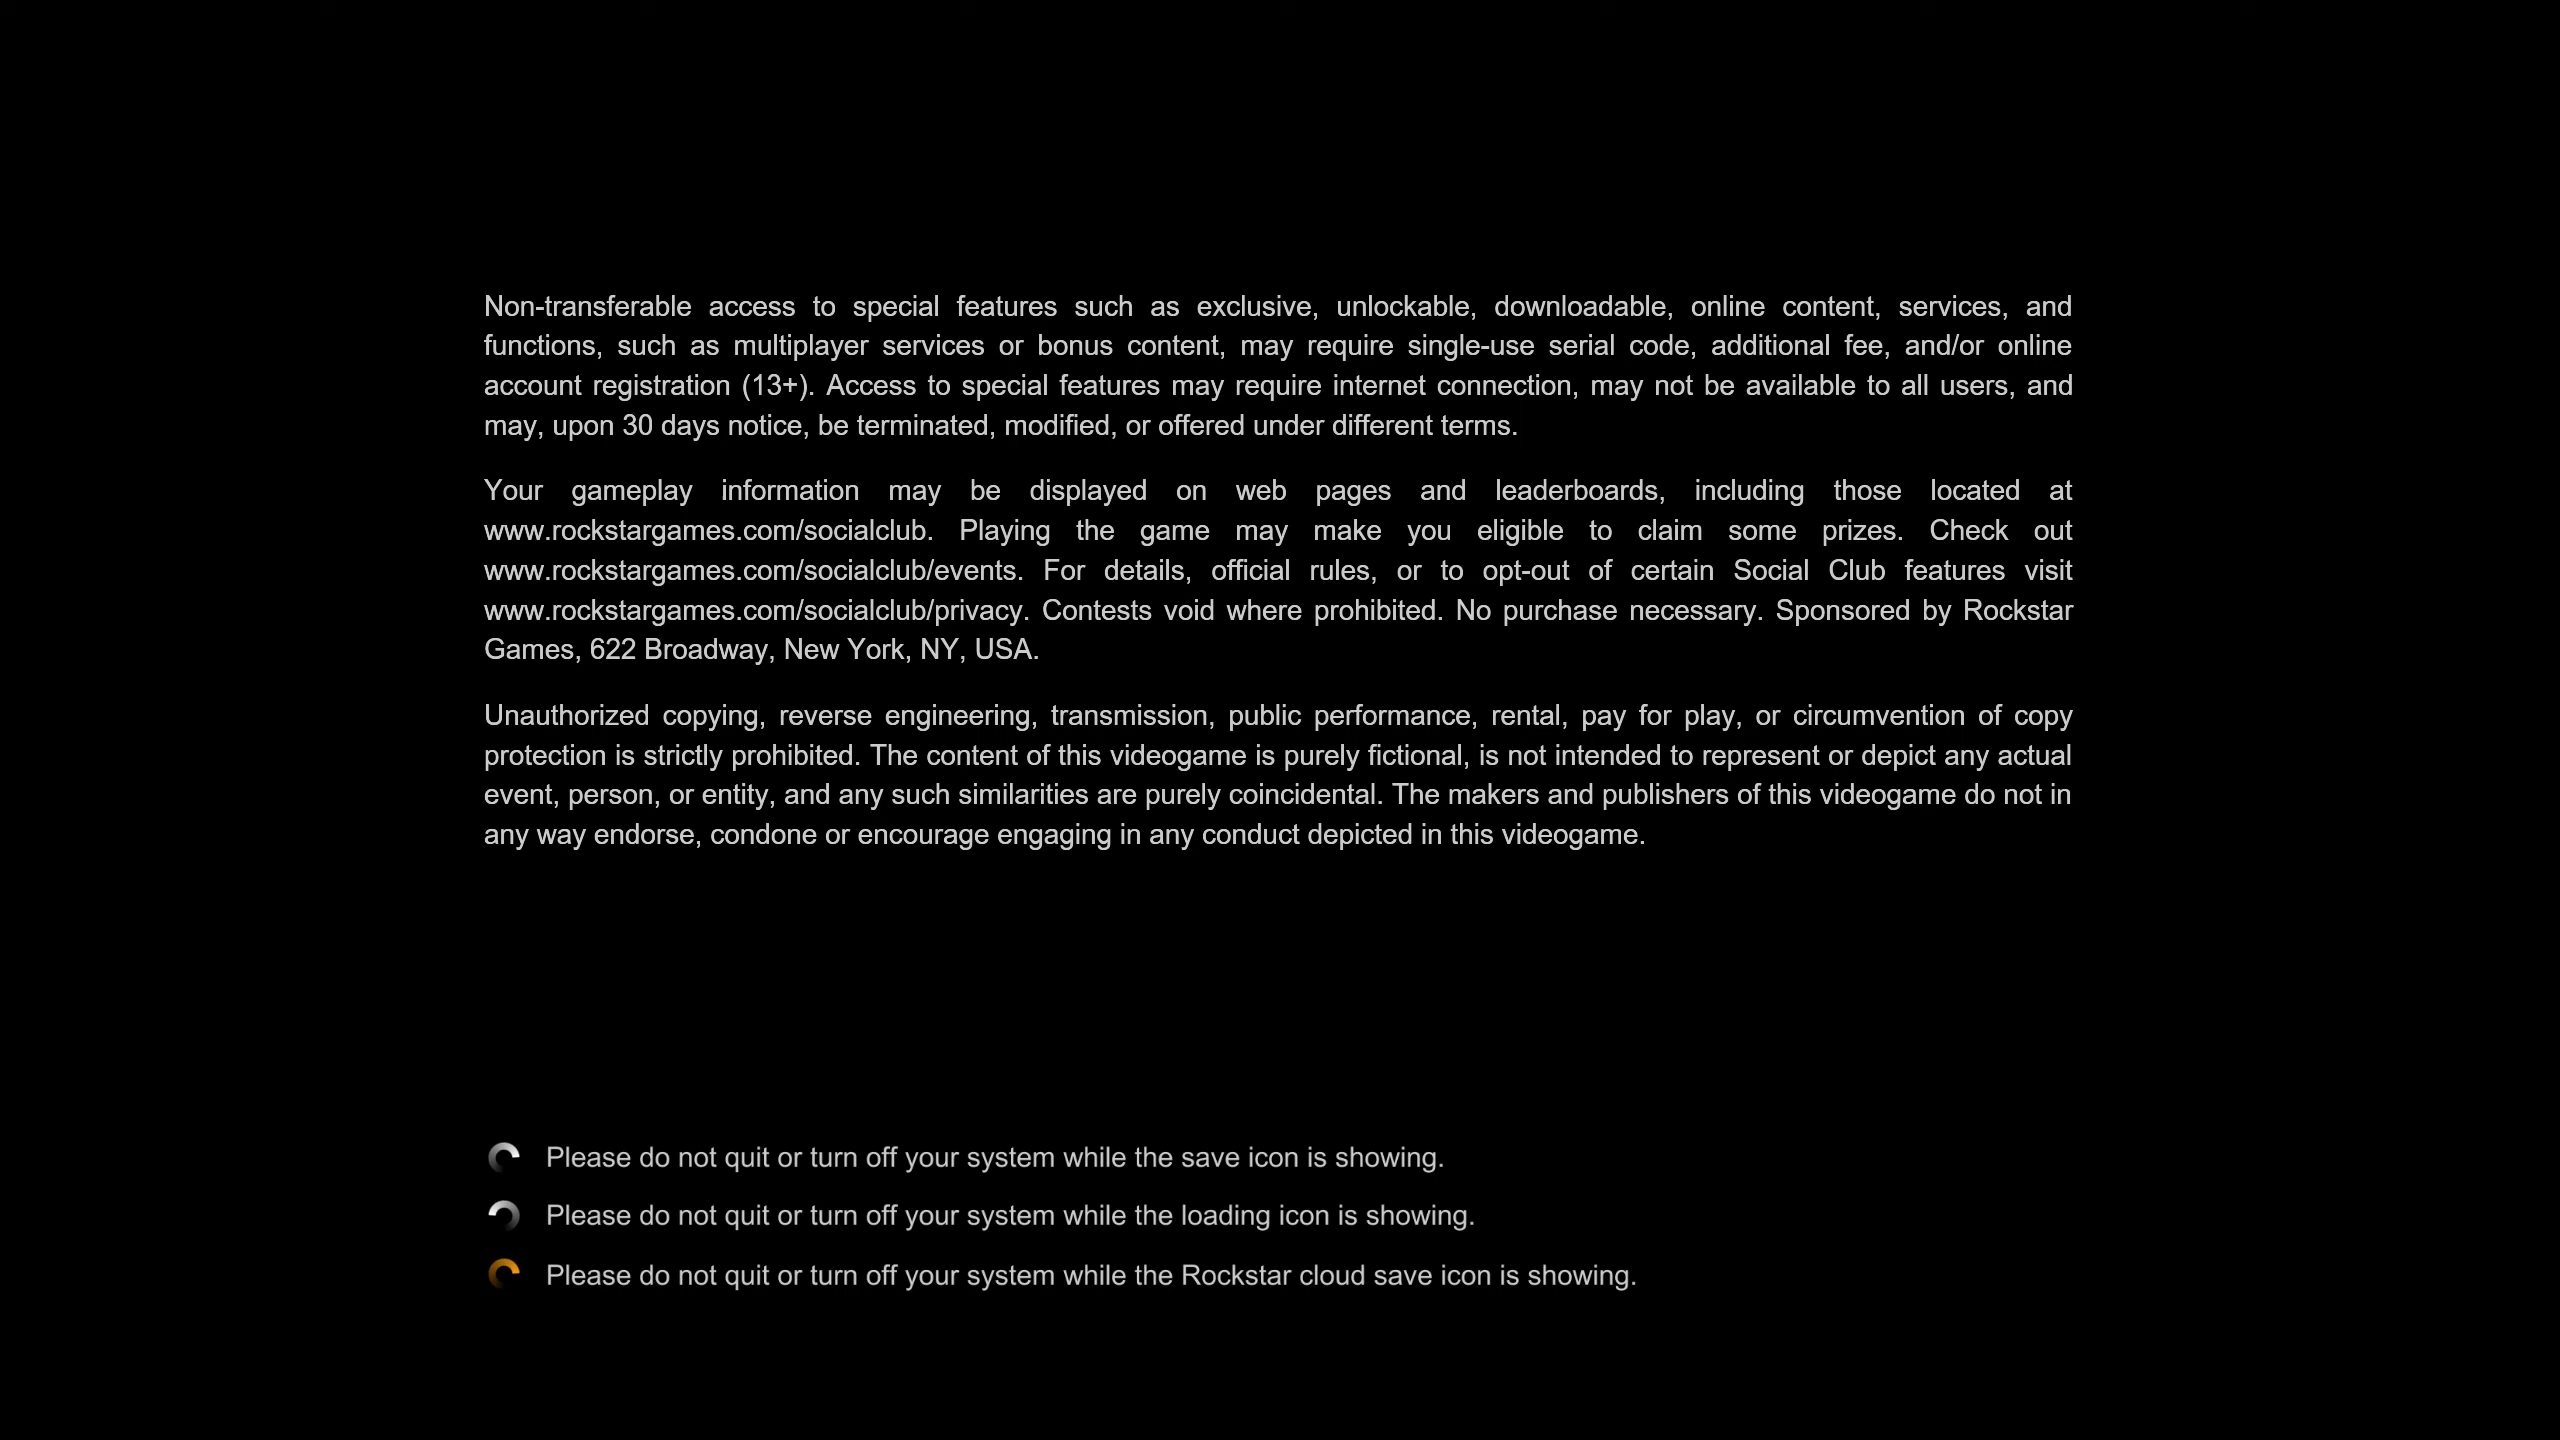 Non-transferable access to special features such as exclusive, unlockable, downloadable, online content, services, and
functions, such as multiplayer services or bonus content, may require single-use serial code, additional fee, and/or online
account registration (13+). Access to special features may require internet connection, may not be available to all users, and
may, upon 30 days notice, be terminated, modified, or offered under different terms.
Your gameplay information may be displayed on web pages and leaderboards, including those located at
www.rockstargames.com/socialclub. Playing the game may make you eligible to claim some prizes. Check out
www.rockstargames.com/socialclub/events. For details, official rules, or to opt-out of certain Social Club features visit
www.rockstargames.com/socialclub/privacy. Contests void where prohibited. No purchase necessary. Sponsored by Rockstar
Games, 622 Broadway, New York, NY, USA.
Unauthorized copying, reverse engineering, transmission, public performance, rental, pay for play, or circumvention of copy
protection is strictly prohibited. The content of this videogame is purely fictional, is not intended to represent or depict any actual
event, person, or entity, and any such similarities are purely coincidental. The makers and publishers of this videogame do not in
any way endorse, condone or encourage engaging in any conduct depicted in this videogame.
Please do not quit or turn off your system while the save icon is showing.
Please do not quit or turn off your system while the loading icon is showing.
Please do not quit or turn off your system while the Rockstar cloud save icon is showing.